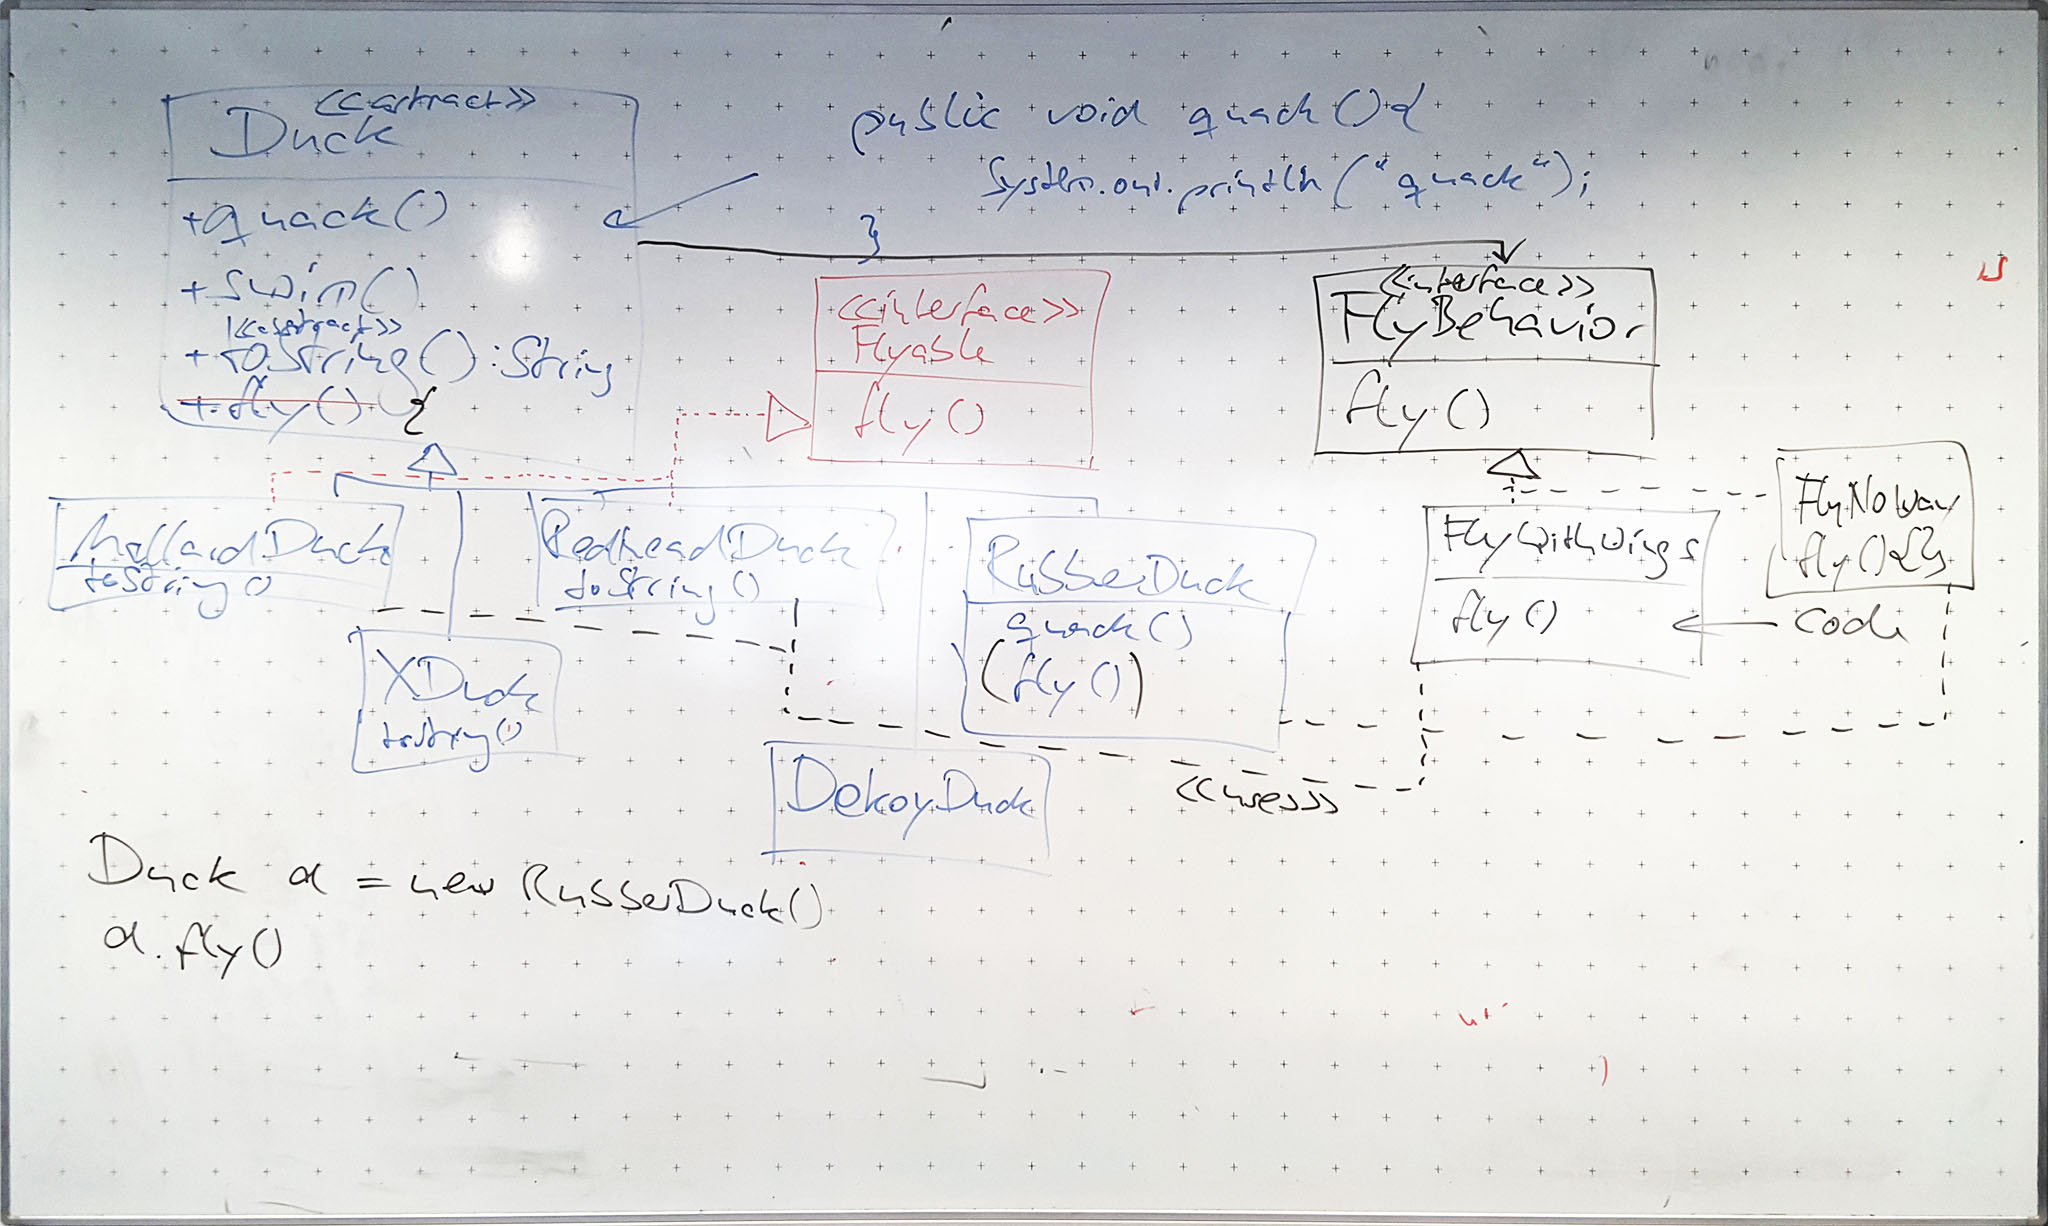 <<abstract>>
Duck
+quack()
+swim()
<<abstract>>
+toString():String
+fly() {
public void quack(){
System.out.println("quack");
}
<<interface>>
Flyable
fly()
<<interface>>
FlyBehavior
fly()
MallardDuck
toString()
RedheadDuck
toString()
RubberDuck
quack()
(fly())
FlyWithWings
fly()
FlyNoWay
fly(){}
code
XDuck
toString()
DekoyDuck
<<uses>>
Duck d = new RubberDuck()
d.fly()